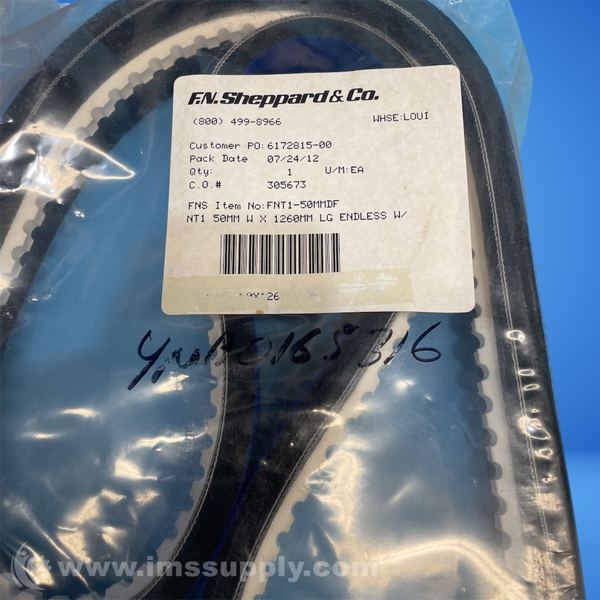 F.N. Sheppard & Co.
(800) 499-8966 WHSE:LOUI
Customer PO: 6172815-00
Pack Date 07/24/12
Qty: 1 U/M:EA
C.O.# 305673
FNS Item No: FNT1-50MMDF
NT1 50MM W X 1260MM LG ENDLESS W/
www.imssupply.com